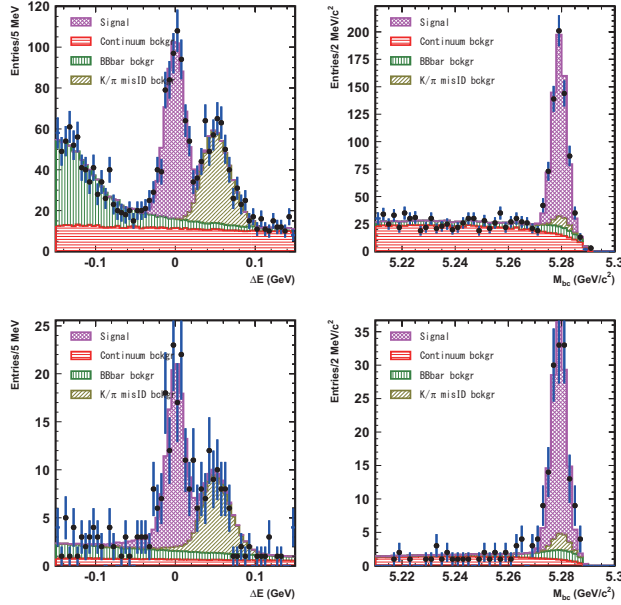 Entries/5 MeV
120
100
80
60
40
20
0
Signal
Continuum bckgr
BBbar bckgr
K/π misID bckgr
-0.1
0
0.1
ΔE (GeV)
Entries/2 MeV/c²
200
175
150
125
100
75
50
25
0
Signal
Continuum bckgr
BBbar bckgr
K/π misID bckgr
5.22
5.24
5.26
5.28
5.3
M_bc (GeV/c²)
Entries/5 MeV
25
20
15
10
5
0
Signal
Continuum bckgr
BBbar bckgr
K/π misID bckgr
-0.1
0
0.1
ΔE (GeV)
Entries/2 MeV/c²
35
30
25
20
15
10
5
0
Signal
Continuum bckgr
BBbar bckgr
K/π misID bckgr
5.22
5.24
5.26
5.28
5.3
M_bc (GeV/c²)